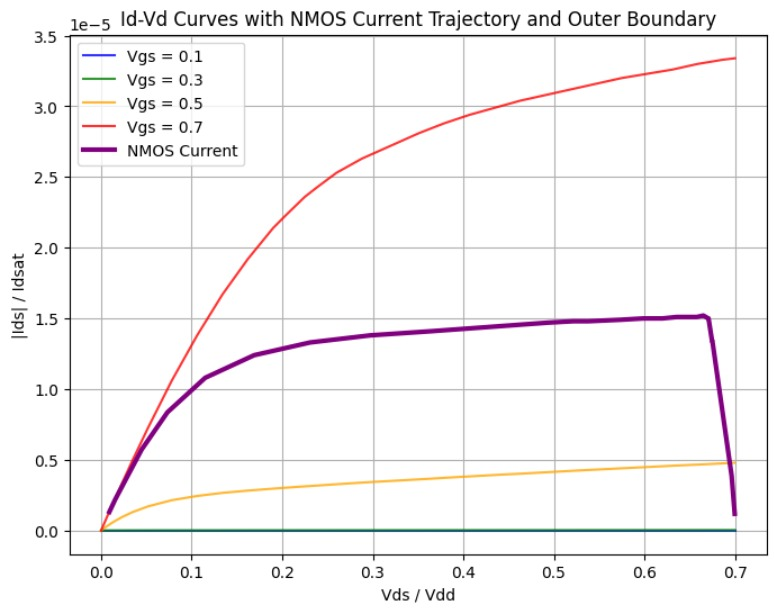 Id-Vd Curves with NMOS Current Trajectory and Outer Boundary
1e−5
Vgs = 0.1
Vgs = 0.3
Vgs = 0.5
Vgs = 0.7
NMOS Current
|Ids| / Idsat
3.5
3.0
2.5
2.0
1.5
1.0
0.5
0.0
0.0 0.1 0.2 0.3 0.4 0.5 0.6 0.7
Vds / Vdd